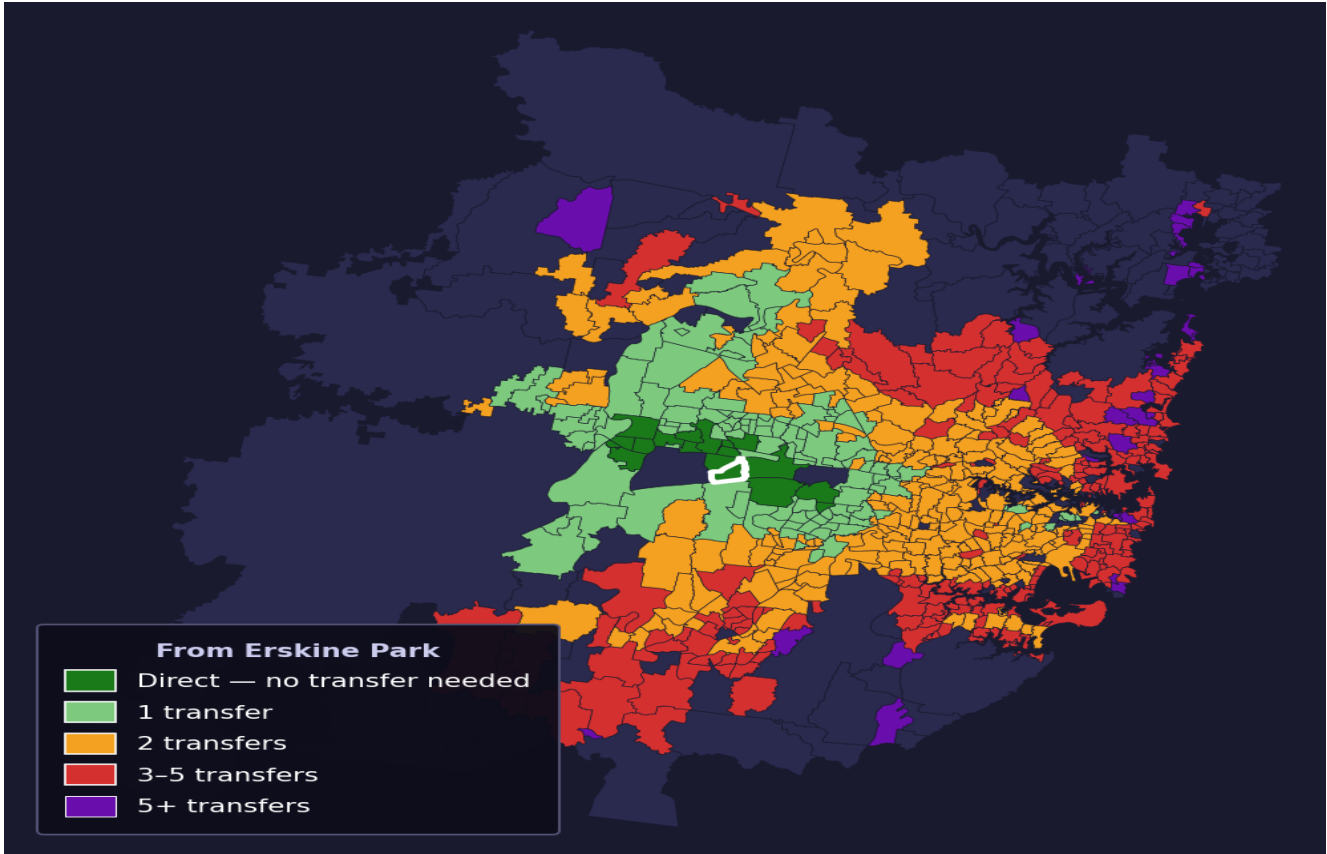 From Erskine Park
Direct — no transfer needed
1 transfer
2 transfers
3–5 transfers
5+ transfers